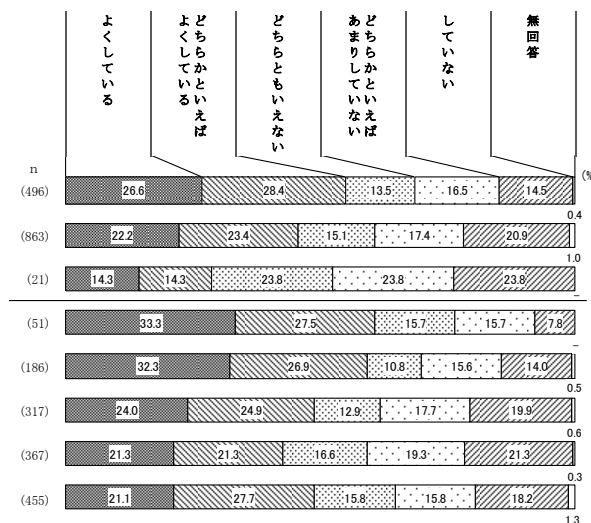 よくしている
どちらかといえば
よくしている
どちらともいえない
どちらかといえば
あまりしていない
していない
無回答
n
(%
(496) 26.6 28.4 13.5 16.5 14.5
0.4
(863) 22.2 23.4 15.1 17.4 20.9
1.0
(21) 14.3 14.3 23.8 23.8 23.8
-
(51) 33.3 27.5 15.7 15.7 7.8
-
(186) 32.3 26.9 10.8 15.6 14.0
0.5
(317) 24.0 24.9 12.9 17.7 19.9
0.6
(367) 21.3 21.3 16.6 19.3 21.3
0.3
(455) 21.1 27.7 15.8 15.8 18.2
1.3